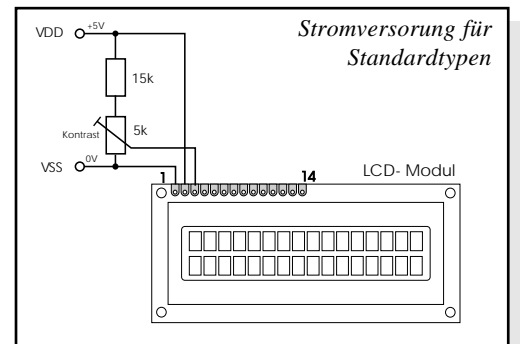 Stromversorung für
Standardtypen
VDD +5V
15k
5k
Kontrast
VSS 0V
1 14
LCD- Modul